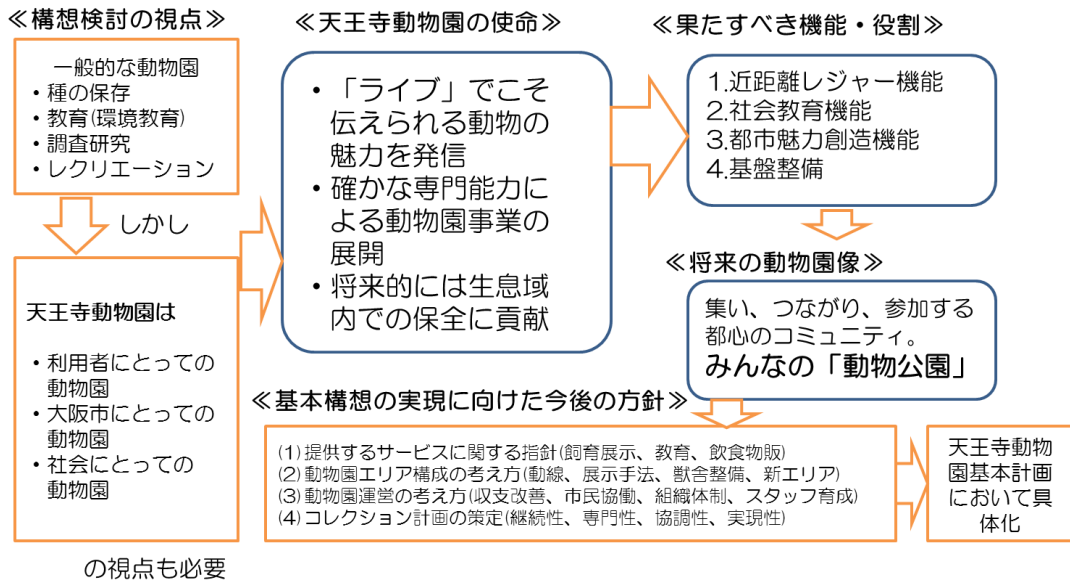 ≪構想検討の視点≫
一般的な動物園
・種の保存
・教育(環境教育)
・調査研究
・レクリエーション
しかし
天王寺動物園は
・利用者にとっての
動物園
・大阪市にとっての
動物園
・社会にとっての
動物園
の視点も必要
≪天王寺動物園の使命≫
・「ライブ」でこそ
伝えられる動物の
魅力を発信
・確かな専門能力に
よる動物園事業の
展開
・将来的には生息域
内での保全に貢献
≪果たすべき機能・役割≫
1.近距離レジャー機能
2.社会教育機能
3.都市魅力創造機能
4.基盤整備
≪将来の動物園像≫
集い、つながり、参加する
都心のコミュニティ。
みんなの「動物公園」
≪基本構想の実現に向けた今後の方針≫
(1)提供するサービスに関する指針(飼育展示、教育、飲食物販)
(2)動物園エリア構成の考え方(動線、展示手法、獣舎整備、新エリア)
(3)動物園運営の考え方(収支改善、市民協働、組織体制、スタッフ育成)
(4)コレクション計画の策定(継続性、専門性、協調性、実現性)
天王寺動物
園基本計画
において具
体化